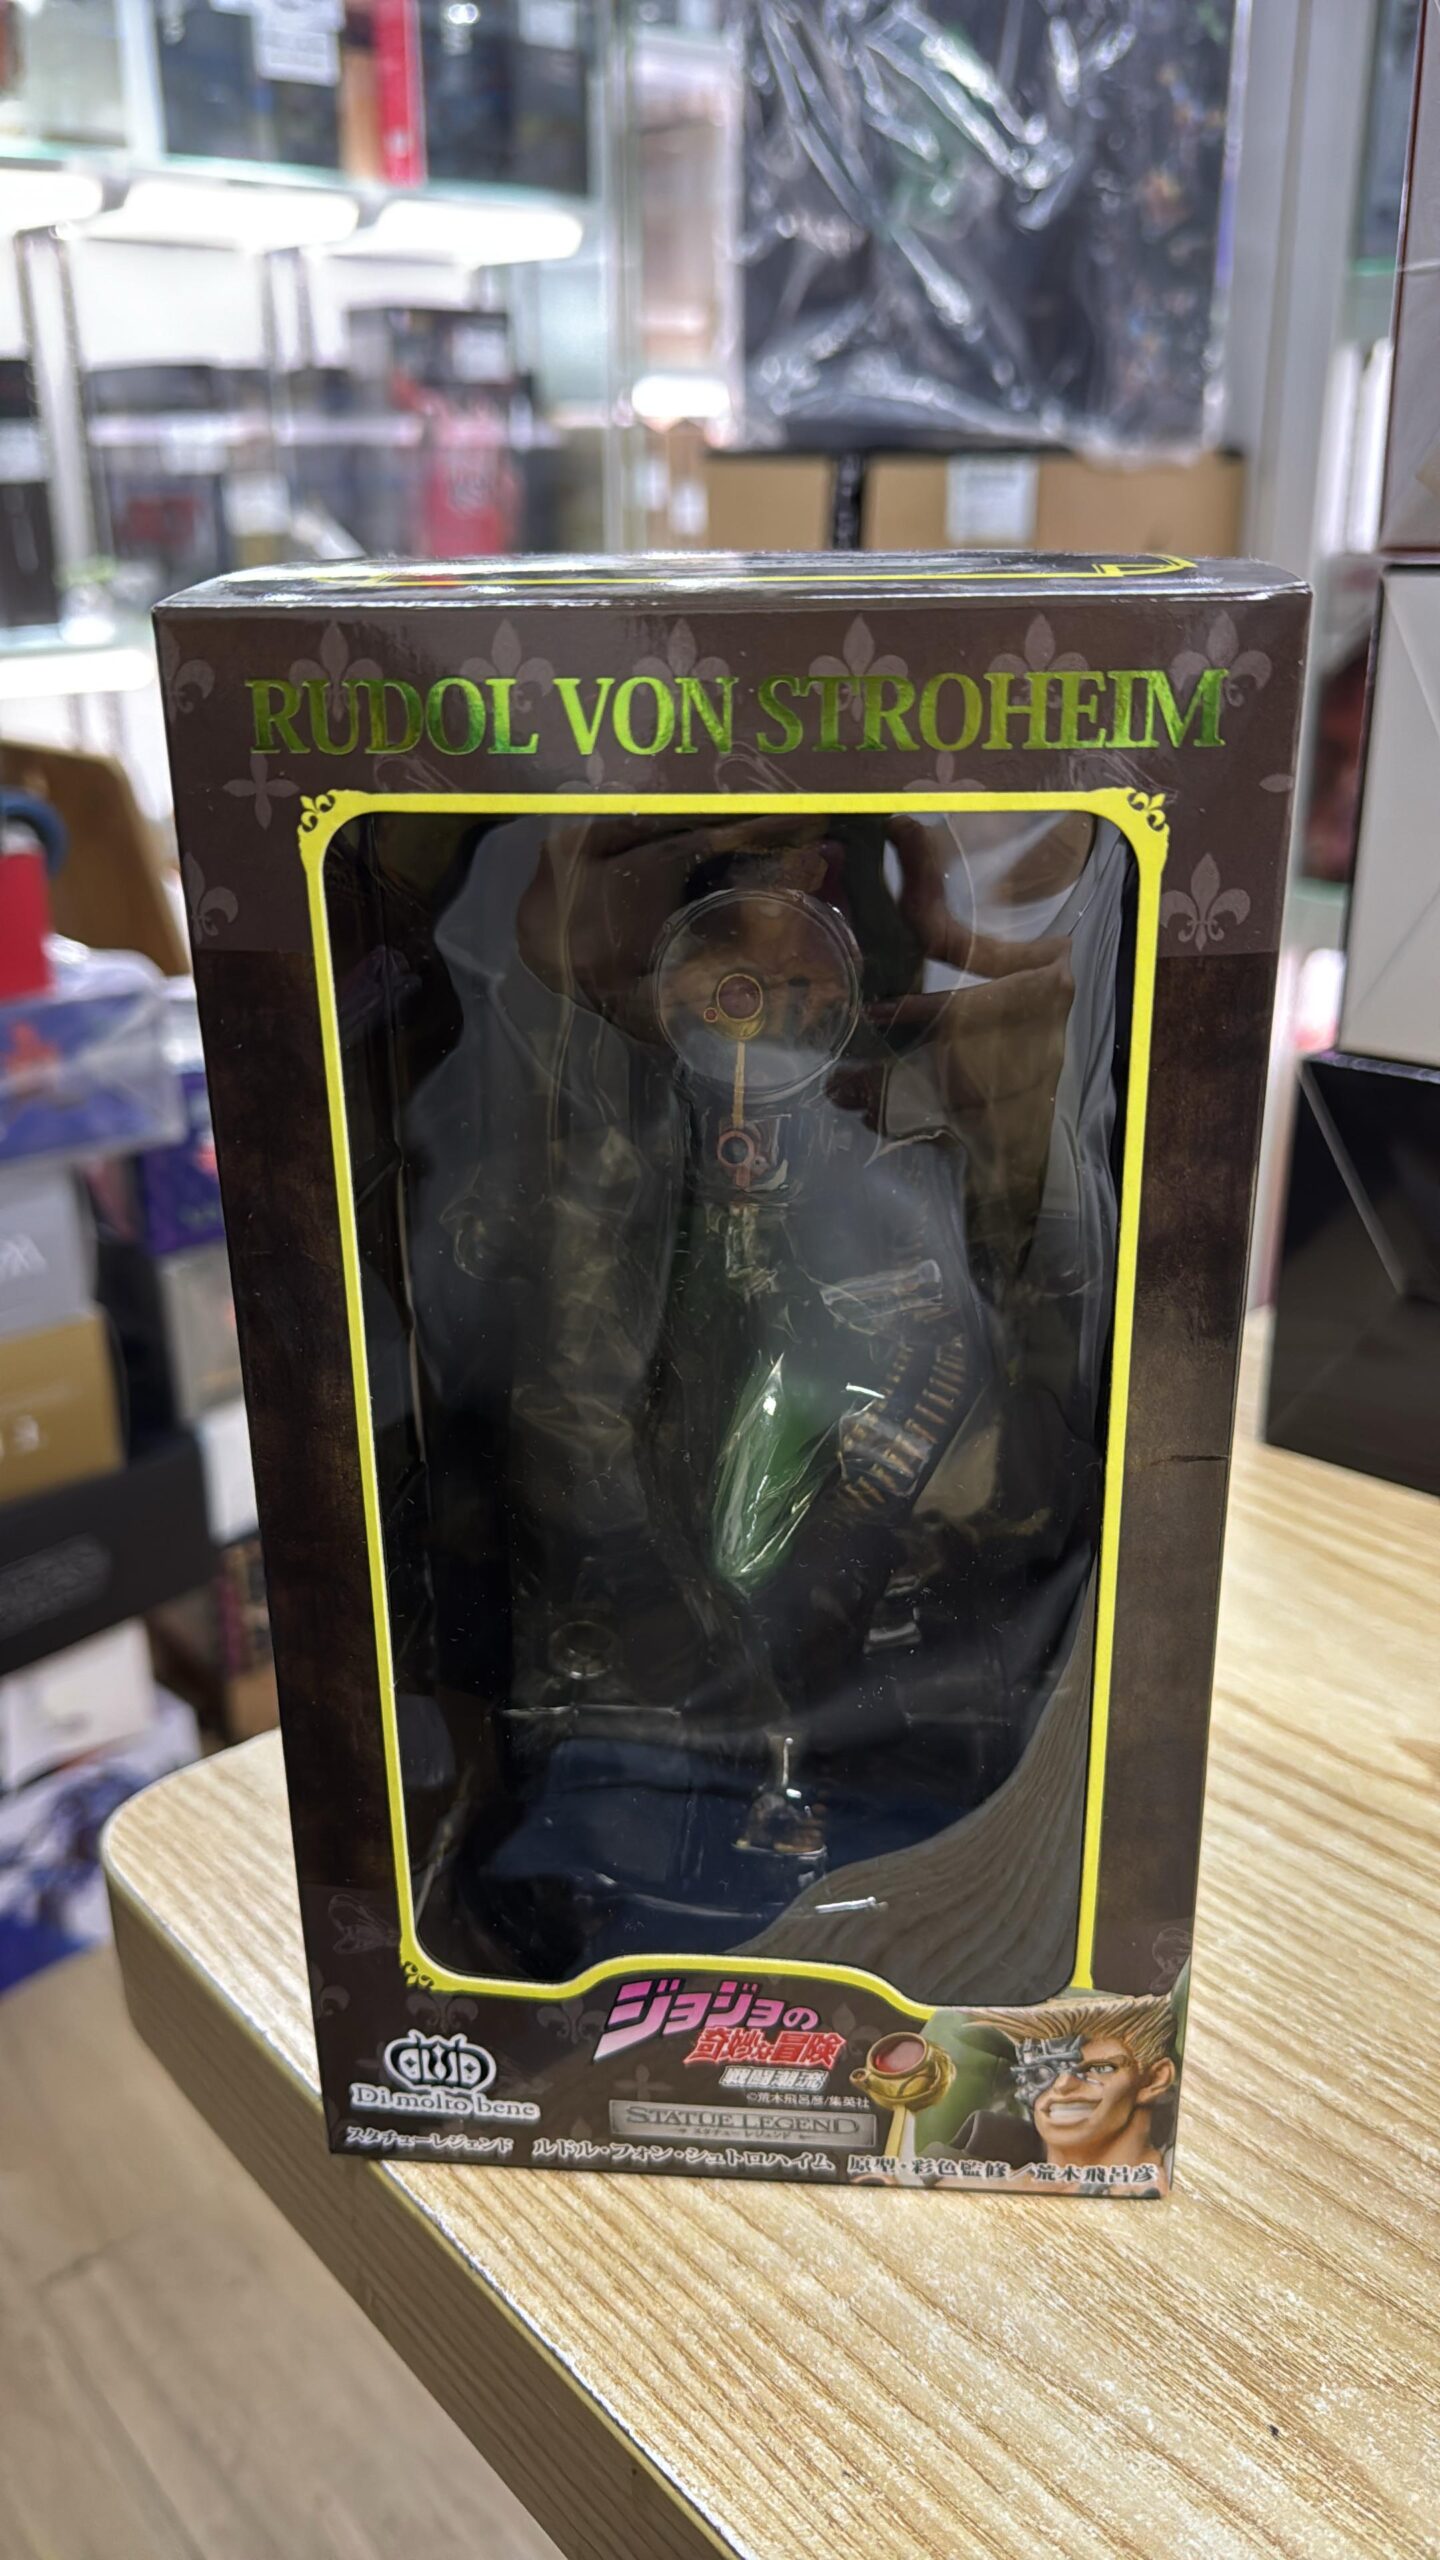 RUDOL VON STROHEIM
ジョジョの
奇妙な冒険
戦闘潮流
©荒木飛呂彦/集英社
Di molto bene
STATUE LEGEND
スタチューレジェンド
スタチューレジェンド ルドル・フォン・シュトロハイム 原型・彩色監修/荒木飛呂彦